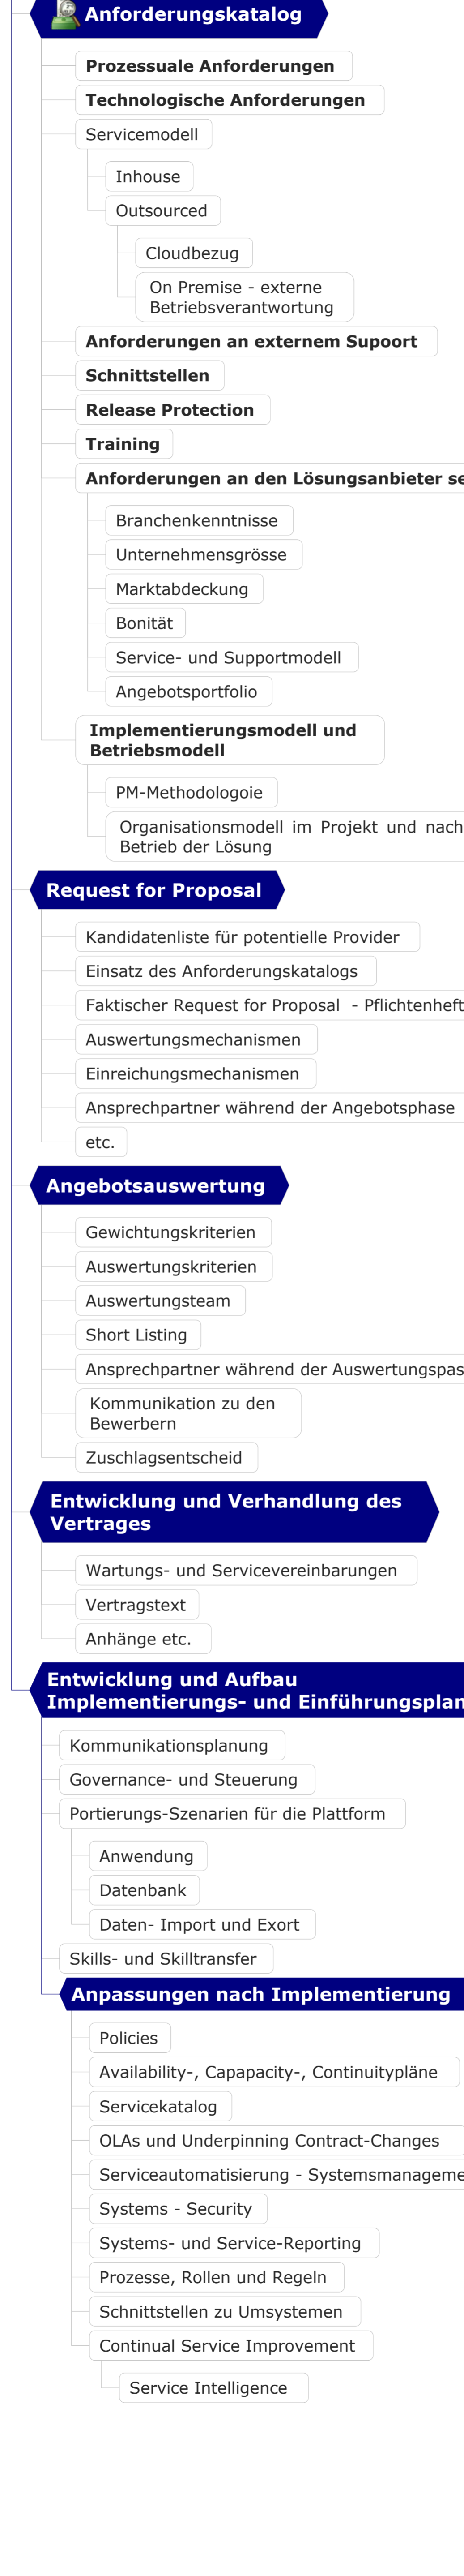 Anforderungskatalog
Prozessuale Anforderungen
Technologische Anforderungen
Servicemodell
Inhouse
Outsourced
Cloudbezug
On Premise - externe
Betriebsverantwortung
Anforderungen an externem Supoort
Schnittstellen
Release Protection
Training
Anforderungen an den Lösungsanbieter se
Branchenkenntnisse
Unternehmensgrösse
Marktabdeckung
Bonität
Service- und Supportmodell
Angebotsportfolio
Implementierungsmodell und
Betriebsmodell
PM-Methodologoie
Organisationsmodell im Projekt und nach
Betrieb der Lösung
Request for Proposal
Kandidatenliste für potentielle Provider
Einsatz des Anforderungskatalogs
Faktischer Request for Proposal - Pflichtenheft
Auswertungsmechanismen
Einreichungsmechanismen
Ansprechpartner während der Angebotsphase
etc.
Angebotsauswertung
Gewichtungskriterien
Auswertungskriterien
Auswertungsteam
Short Listing
Ansprechpartner während der Auswertungspas
Kommunikation zu den
Bewerbern
Zuschlagsentscheid
Entwicklung und Verhandlung des
Vertrages
Wartungs- und Servicevereinbarungen
Vertragstext
Anhänge etc.
Entwicklung und Aufbau
Implementierungs- und Einführungsplan
Kommunikationsplanung
Governance- und Steuerung
Portierungs-Szenarien für die Plattform
Anwendung
Datenbank
Daten- Import und Exort
Skills- und Skilltransfer
Anpassungen nach Implementierung
Policies
Availability-, Capapacity-, Continuitypläne
Servicekatalog
OLAs und Underpinning Contract-Changes
Serviceautomatisierung - Systemsmanageme
Systems - Security
Systems- und Service-Reporting
Prozesse, Rollen und Regeln
Schnittstellen zu Umsystemen
Continual Service Improvement
Service Intelligence